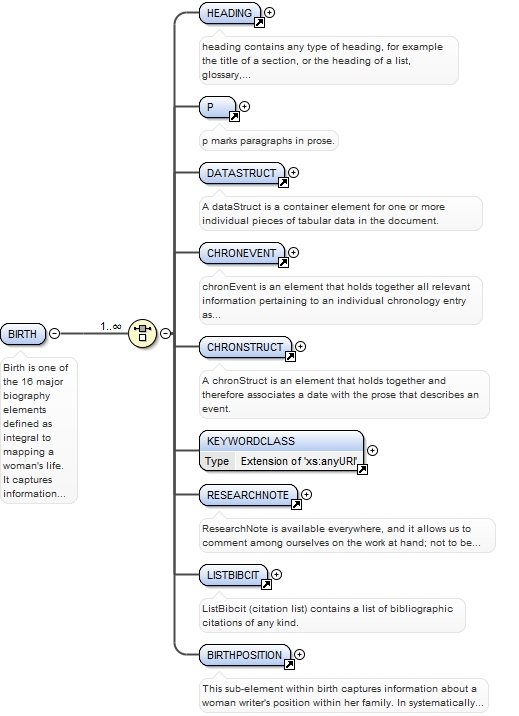 HEADING
heading contains any type of heading, for example
the title of a section, or the heading of a list,
glossary,...
P
p marks paragraphs in prose.
DATASTRUCT
A dataStruct is a container element for one or more
individual pieces of tabular data in the document.
CHRONEVENT
chronEvent is an element that holds together all relevant
information pertaining to an individual chronology entry
as...
BIRTH
1..∞
Birth is one of
the 16 major
biography
elements
defined as
integral to
mapping a
woman's life.
It captures
information...
CHRONSTRUCT
A chronStruct is an element that holds together and
therefore associates a date with the prose that describes an
event.
KEYWORDCLASS
Type Extension of 'xs:anyURI'
RESEARCHNOTE
ResearchNote is available everywhere, and it allows us to
comment among ourselves on the work at hand; not to be...
LISTBIBCIT
ListBibcit (citation list) contains a list of bibliographic
citations of any kind.
BIRTHPOSITION
This sub-element within birth captures information about a
woman writer's position within her family. In systematically...